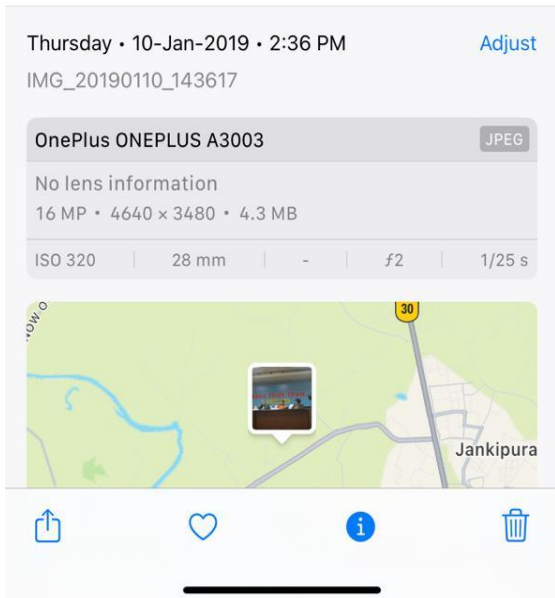 Thursday • 10-Jan-2019 • 2:36 PM
Adjust
IMG_20190110_143617
OnePlus ONEPLUS A3003
JPEG
No lens information
16 MP • 4640 × 3480 • 4.3 MB
ISO 320 | 28 mm | - | ƒ2 | 1/25 s
30
Jankipura